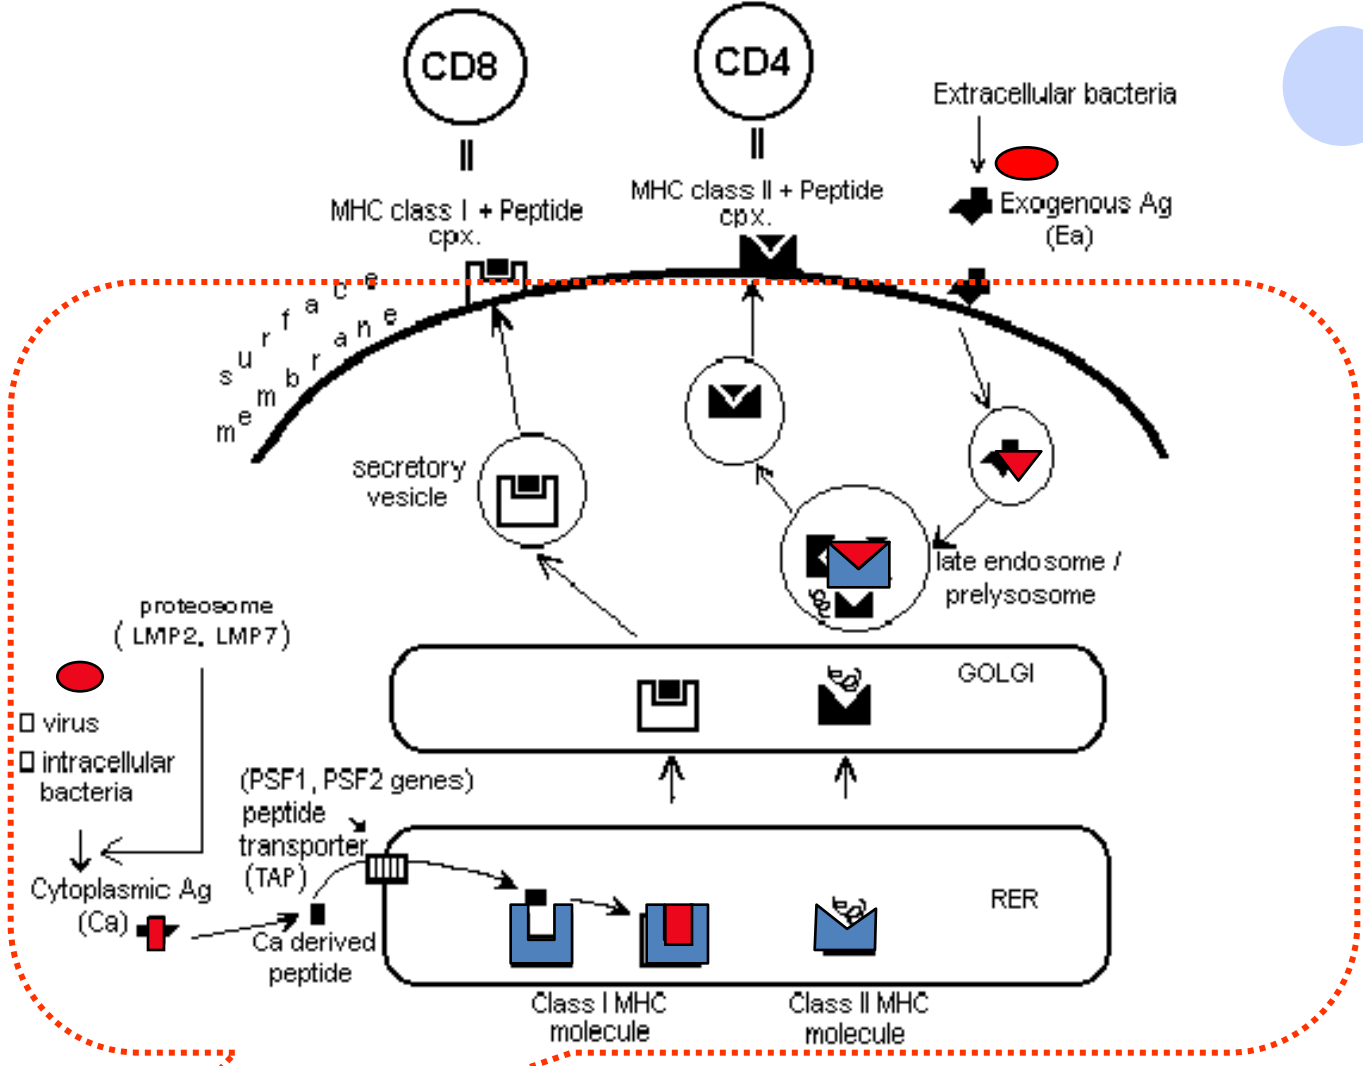 CD8
CD4
Extracellular bacteria
MHC class I + Peptide
cpx.
MHC class II + Peptide
cpx.
Exogenous Ag
(Ea)
surface
membrane
secretory
vesicle
late endosome /
prelysosome
proteosome
( LMP2, LMP7)
GOLGI
virus
intracellular
bacteria
(PSF1, PSF2 genes)
peptide
transporter
(TAP)
Cytoplasmic Ag
(Ca)
Ca derived
peptide
RER
Class I MHC
molecule
Class II MHC
molecule